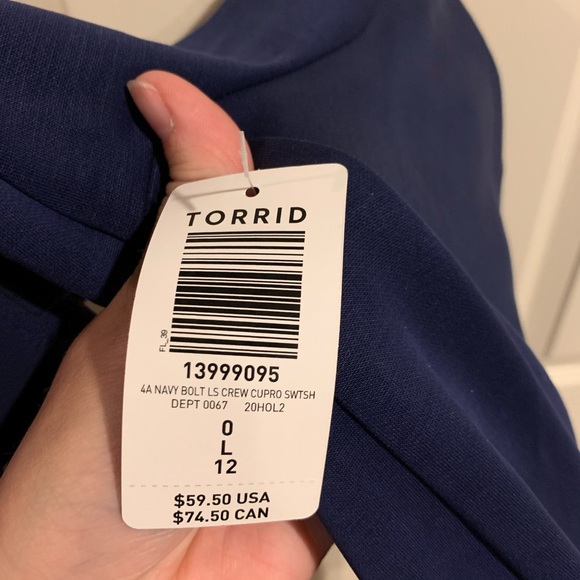 TORRID
FL_39
13999095
4A NAVY BOLT LS CREW CUPRO SWTSH
DEPT 0067 20HOL2
0
L
12
$59.50 USA
$74.50 CAN